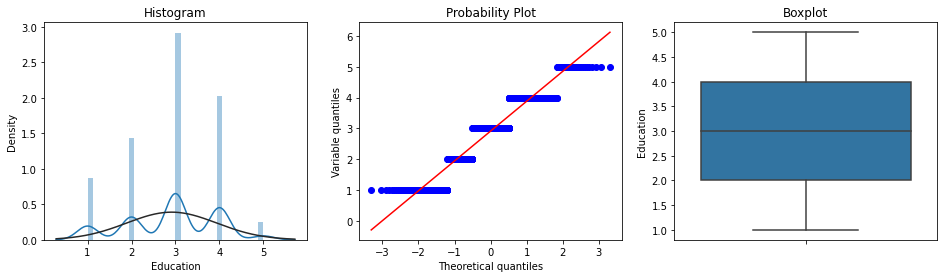 Histogram
3.0
2.5
2.0
1.5
1.0
0.5
0.0
Density
1 2 3 4 5
Education
Probability Plot
6
5
4
3
2
1
0
Variable quantiles
−3 −2 −1 0 1 2 3
Theoretical quantiles
Boxplot
5.0
4.5
4.0
3.5
3.0
2.5
2.0
1.5
1.0
Education